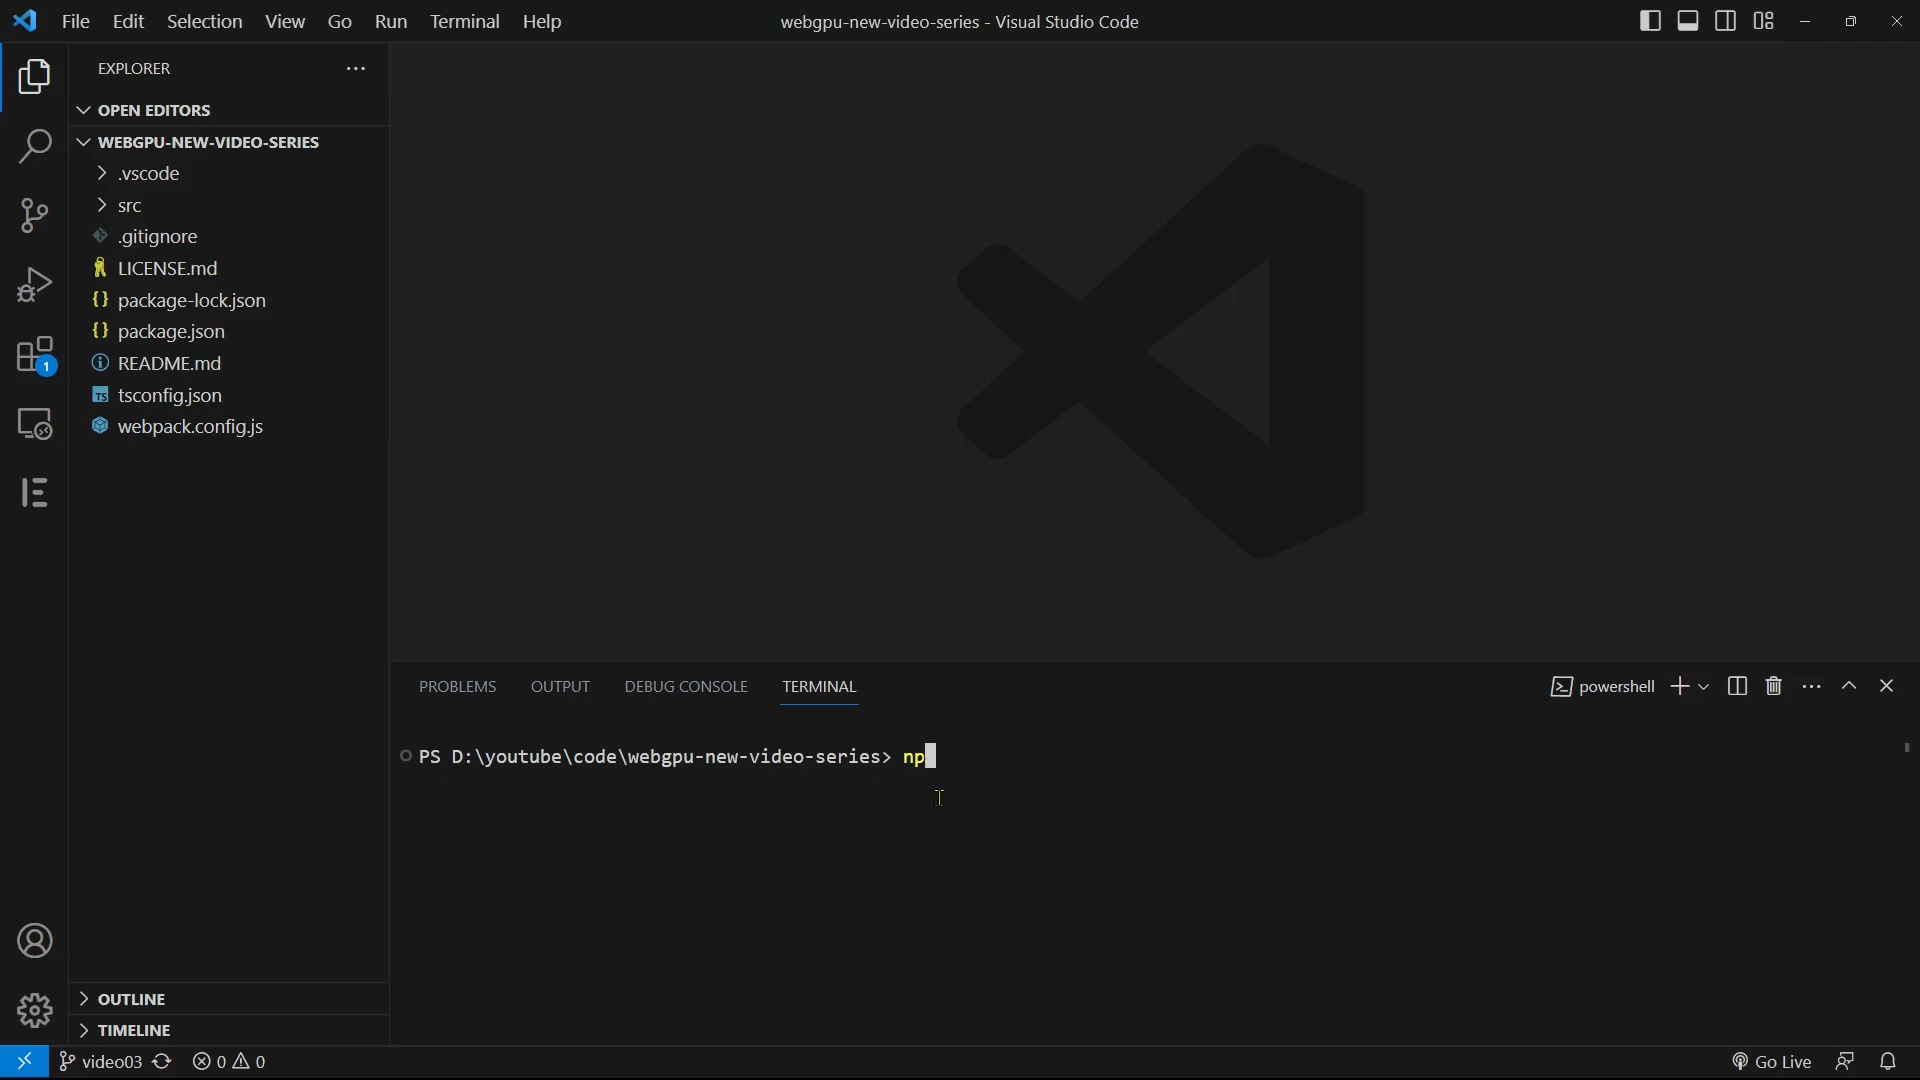 File Edit Selection View Go Run Terminal Help
webgpu-new-video-series - Visual Studio Code
EXPLORER
OPEN EDITORS
WEBGPU-NEW-VIDEO-SERIES
.vscode
src
.gitignore
LICENSE.md
package-lock.json
package.json
README.md
TS tsconfig.json
webpack.config.js
1
PROBLEMS OUTPUT DEBUG CONSOLE TERMINAL
powershell
PS D:\youtube\code\webgpu-new-video-series> np
OUTLINE
TIMELINE
video03 0 0
Go Live